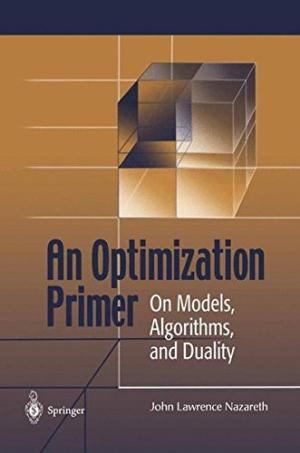 An Optimization
Primer
On Models,
Algorithms,
and Duality
Springer
John Lawrence Nazareth